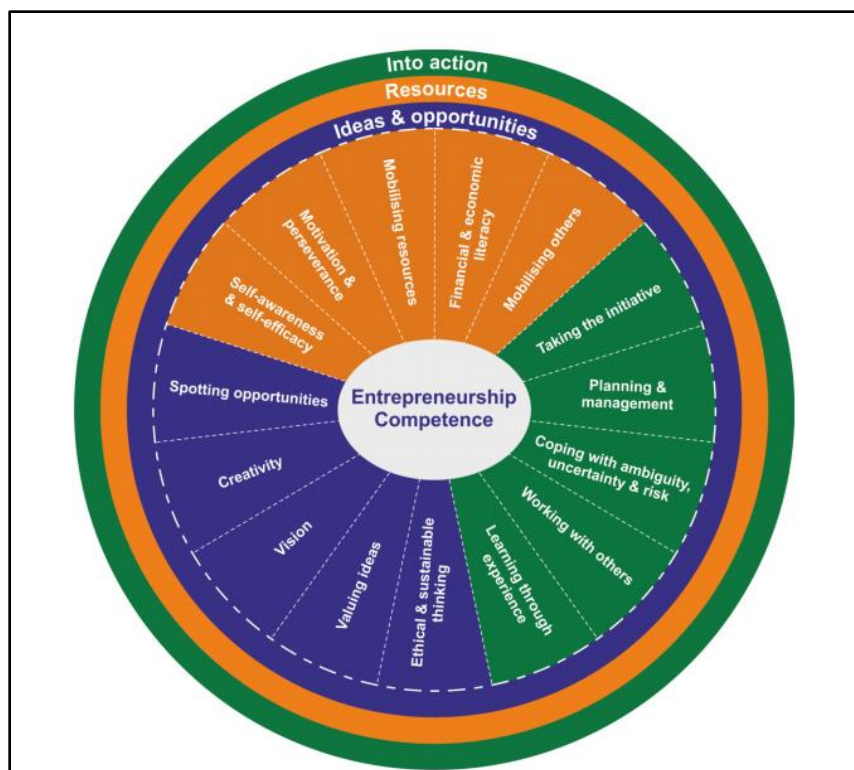 Into action
Resources
Ideas & opportunities
Mobilising resources
Financial & economic
literacy
Motivation &
perseverance
Mobilising others
Self-awareness
& self-efficacy
Taking the initiative
Spotting opportunities
Entrepreneurship
Competence
Planning &
management
Creativity
Coping with ambiguity,
uncertainty & risk
Vision
Working with others
Valuing ideas
Ethical & sustainable
thinking
Learning through
experience